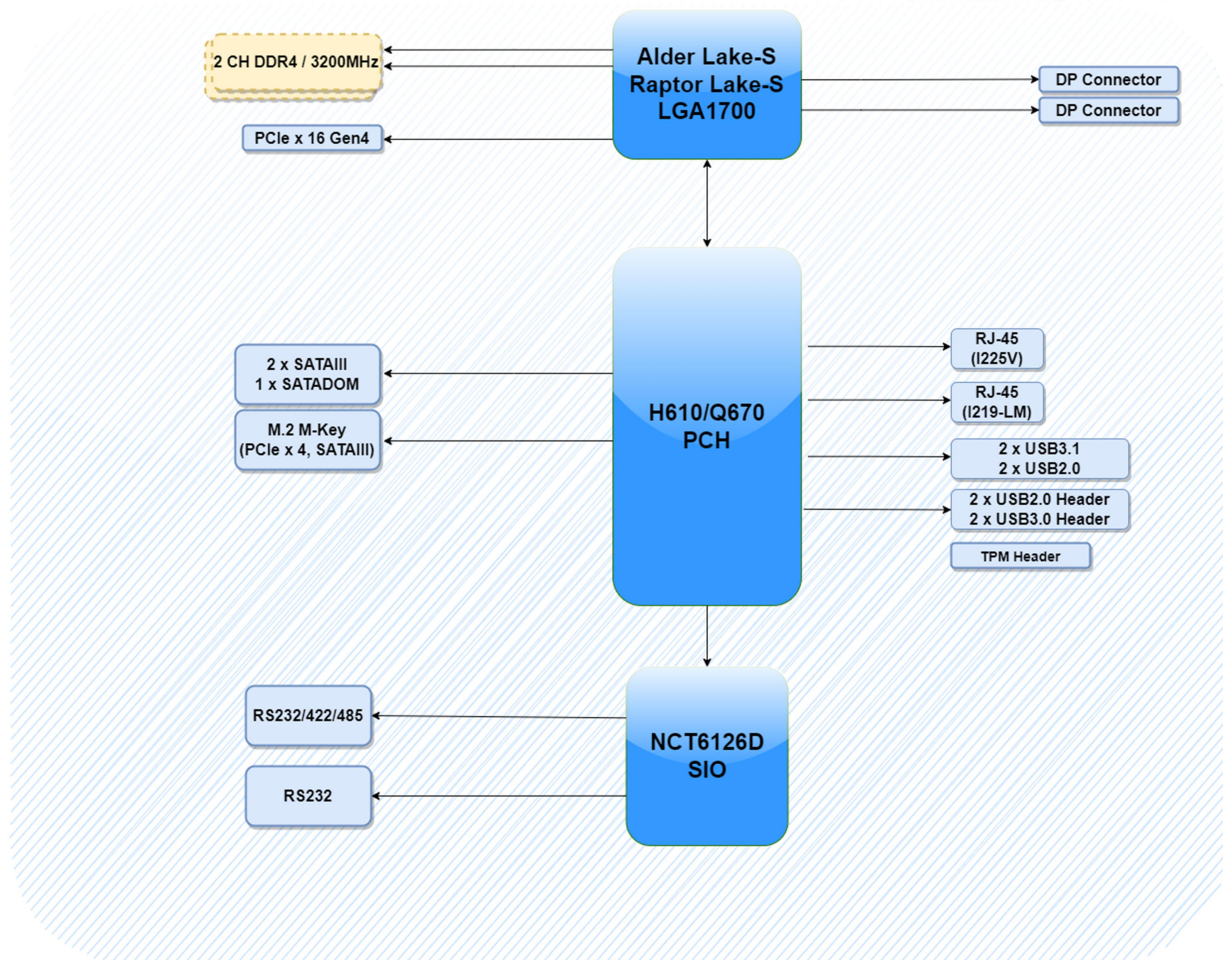 2 CH DDR4 / 3200MHz
PCIe x 16 Gen4
Alder Lake-S
Raptor Lake-S
LGA1700
DP Connector
DP Connector
2 x SATAIII
1 x SATADOM
M.2 M-Key
(PCIe x 4, SATAIII)
H610/Q670
PCH
RJ-45
(I225V)
RJ-45
(I219-LM)
2 x USB3.1
2 x USB2.0
2 x USB2.0 Header
2 x USB3.0 Header
TPM Header
RS232/422/485
RS232
NCT6126D
SIO